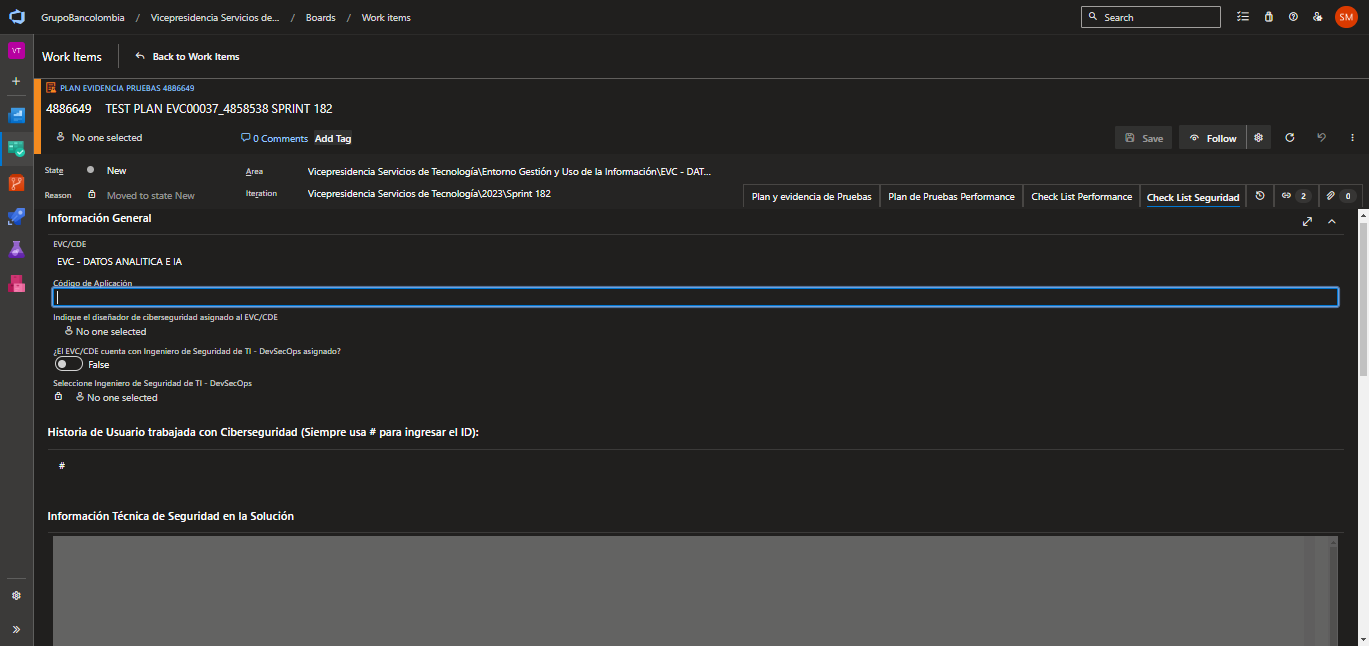 GrupoBancolombia / Vicepresidencia Servicios de... / Boards / Work items
Search
SM
VT
Work Items
Back to Work Items
PLAN EVIDENCIA PRUEBAS 4886649
4886649 TEST PLAN EVC00037_4858538 SPRINT 182
No one selected
0 Comments
Add Tag
Save
Follow
State
New
Area
Vicepresidencia Servicios de Tecnología\Entorno Gestión y Uso de la Información\EVC - DAT...
Reason
Moved to state New
Iteration
Vicepresidencia Servicios de Tecnología\2023\Sprint 182
Plan y evidencia de Pruebas
Plan de Pruebas Performance
Check List Performance
Check List Seguridad
2
0
Información General
EVC/CDE
EVC - DATOS ANALITICA E IA
Código de Aplicación
Indique el diseñador de ciberseguridad asignado al EVC/CDE
No one selected
¿El EVC/CDE cuenta con Ingeniero de Seguridad de TI - DevSecOps asignado?
False
Seleccione Ingeniero de Seguridad de TI - DevSecOps
No one selected
Historia de Usuario trabajada con Ciberseguridad (Siempre usa # para ingresar el ID):
#
Información Técnica de Seguridad en la Solución